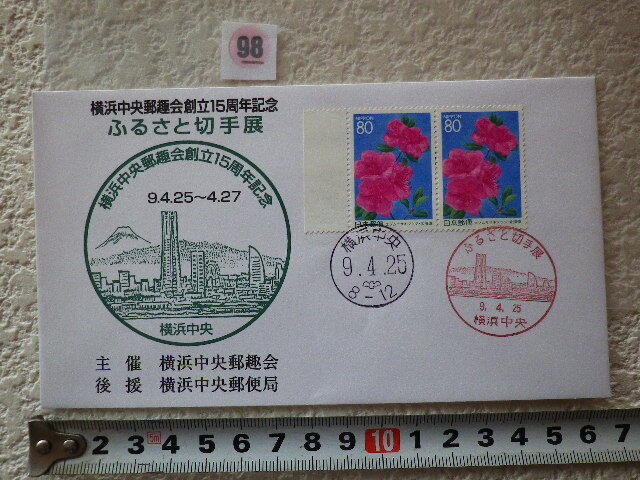 98
横浜中央郵趣会創立15周年記念
ふるさと切手展
横浜中央郵趣会創立15周年記念
9.4.25〜4.27
横浜中央
主催 横浜中央郵趣会
後援 横浜中央郵便局
NIPPON
80
日本郵便
NIPPON
80
日本郵便
横浜中央
9.4.25
8-12
ふるさと切手展
9.4.25
横浜中央
2 3 5m 4 5 6 7 8 9 10 1 2 3 4 5 6 7